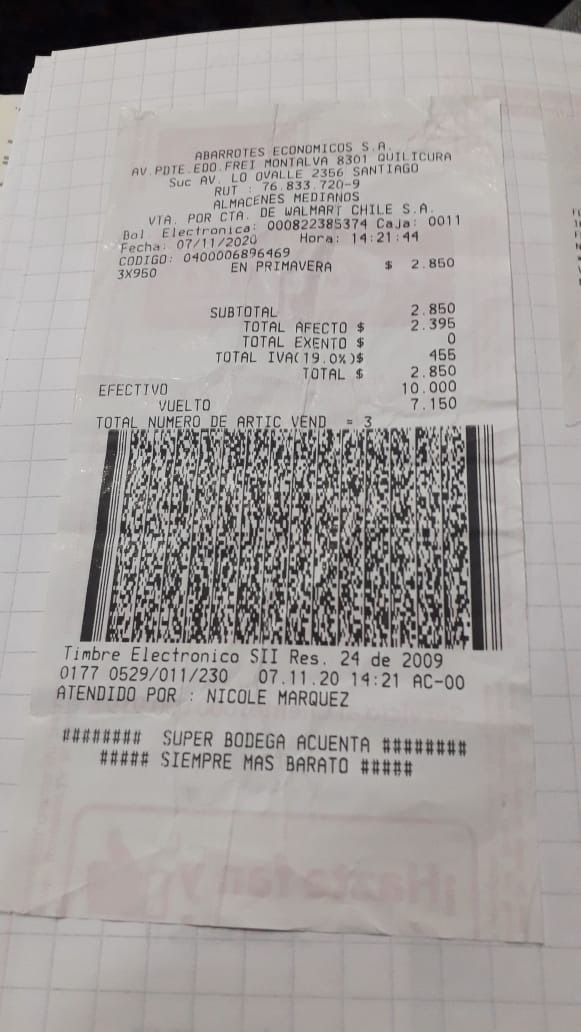 ABARROTES ECONOMICOS S.A.
AV.PDTE.EDO.FREI MONTALVA 8301 QUILICURA
Suc AV. LO OVALLE 2356 SANTIAGO
RUT : 76.833.720-9
ALMACENES MEDIANOS
VTA. POR CTA. DE WALMART CHILE S.A.
Bol. Electronica: 000822385374 Caja: 0011
Fecha: 07/11/2020 Hora: 14:21:44
CODIGO: 0400006896469
3X950 EN PRIMAVERA $ 2.850
SUBTOTAL 2.850
TOTAL AFECTO $ 2.395
TOTAL EXENTO $ 0
TOTAL IVA(19.0%)$ 455
TOTAL $ 2.850
EFECTIVO 10.000
VUELTO 7.150
TOTAL NUMERO DE ARTIC VEND = 3
Timbre Electronico SII Res. 24 de 2009
0177 0529/011/230 07.11.20 14:21 AC-00
ATENDIDO POR : NICOLE MARQUEZ
######## SUPER BODEGA ACUENTA ########
##### SIEMPRE MAS BARATO #####